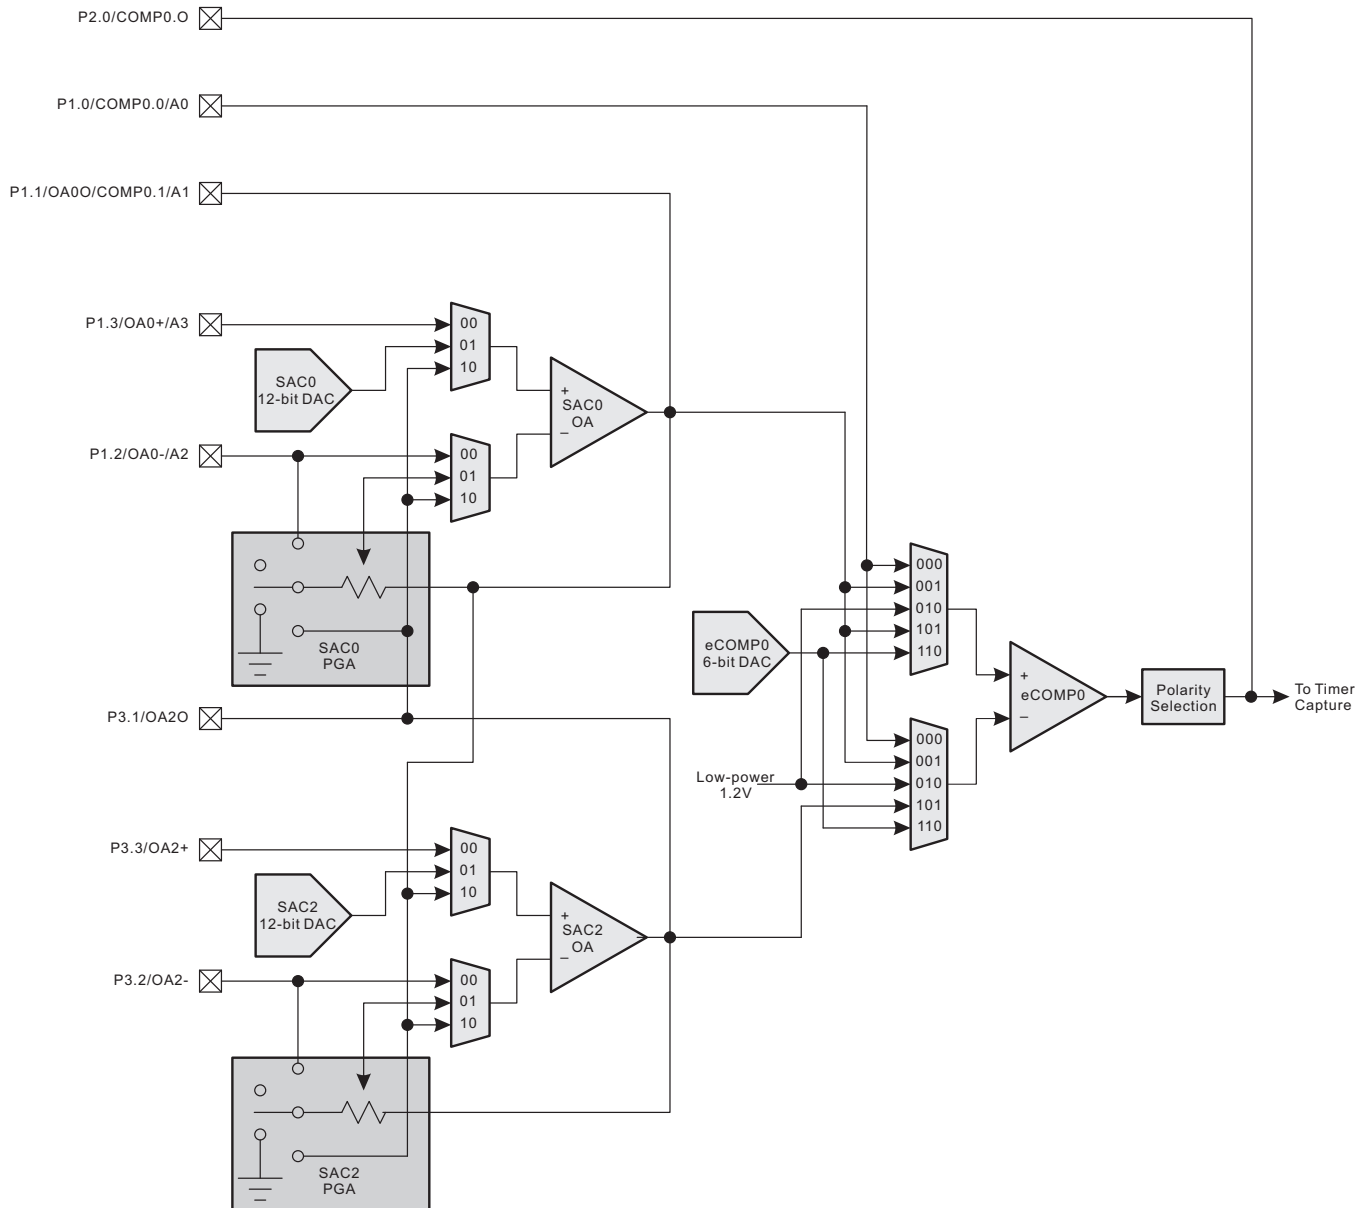 P2.0/COMP0.O
P1.0/COMP0.0/A0
P1.1/OA0O/COMP0.1/A1
P1.3/OA0+/A3
00
01
10
SAC0
12-bit DAC
+
SAC0
OA
–
P1.2/OA0-/A2
00
01
10
SAC0
PGA
P3.1/OA2O
eCOMP0
6-bit DAC
000
001
010
101
110
+
eCOMP0
–
Polarity
Selection
To Timer
Capture
Low-power
1.2V
000
001
010
101
110
P3.3/OA2+
00
01
10
SAC2
12-bit DAC
+
SAC2
OA
–
P3.2/OA2-
00
01
10
SAC2
PGA